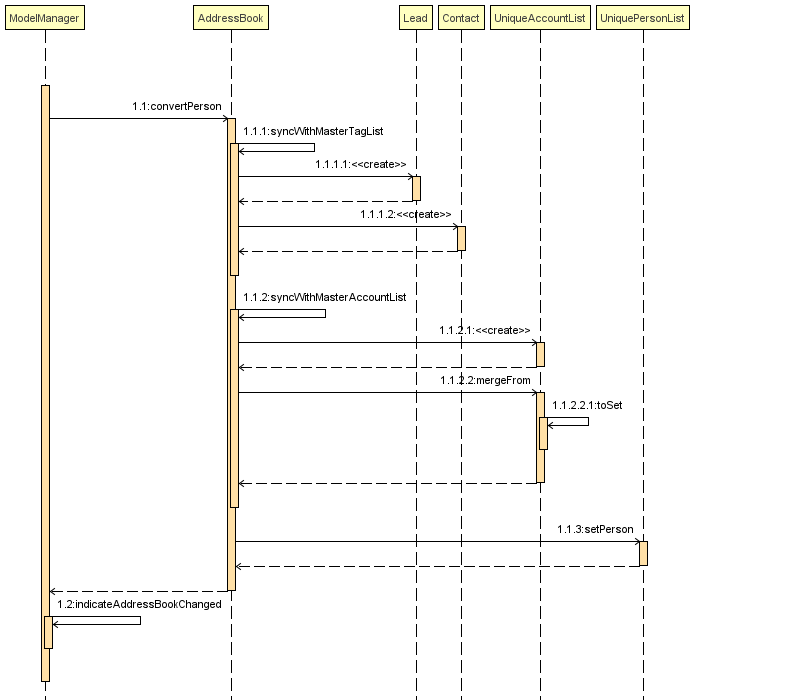 ModelManager
AddressBook
Lead
Contact
UniqueAccountList
UniquePersonList
1.1:convertPerson
1.1.1:syncWithMasterTagList
1.1.1.1:<<create>>
1.1.1.2:<<create>>
1.1.2:syncWithMasterAccountList
1.1.2.1:<<create>>
1.1.2.2:mergeFrom
1.1.2.2.1:toSet
1.1.3:setPerson
1.2:indicateAddressBookChanged